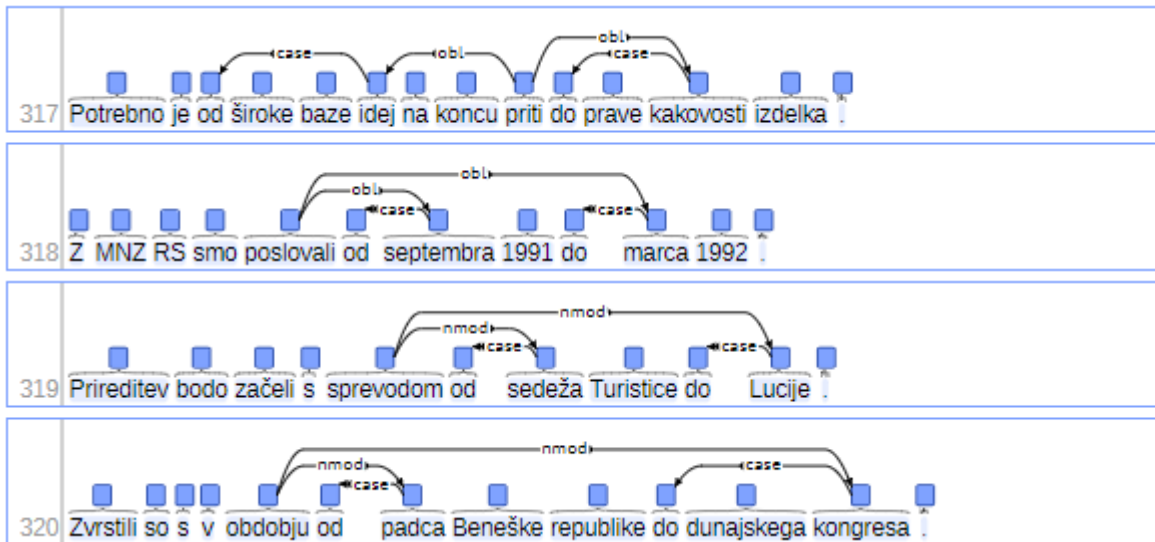 obl obl
case obl case
317 Potrebno je od široke baze idej na koncu priti do prave kakovosti izdelka .
obl
obl
case case
318 Z MNZ RS smo poslovali od septembra 1991 do marca 1992 .
nmod
nmod
case case
319 Prireditev bodo začeli s sprevodom od sedeža Turistice do Lucije .
nmod
nmod case
case
320 Zvrstili so s v obdobju od padca Beneške republike do dunajskega kongresa .